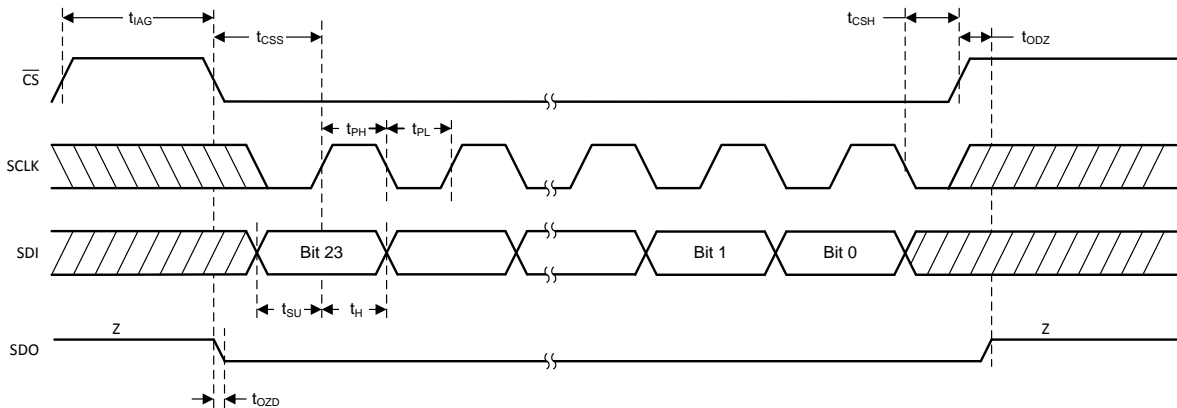 tIAG
tCSS
tCSH
tODZ
CS
tPH
tPL
SCLK
SDI
Bit 23
Bit 1
Bit 0
tSU
tH
Z
Z
SDO
tOZD